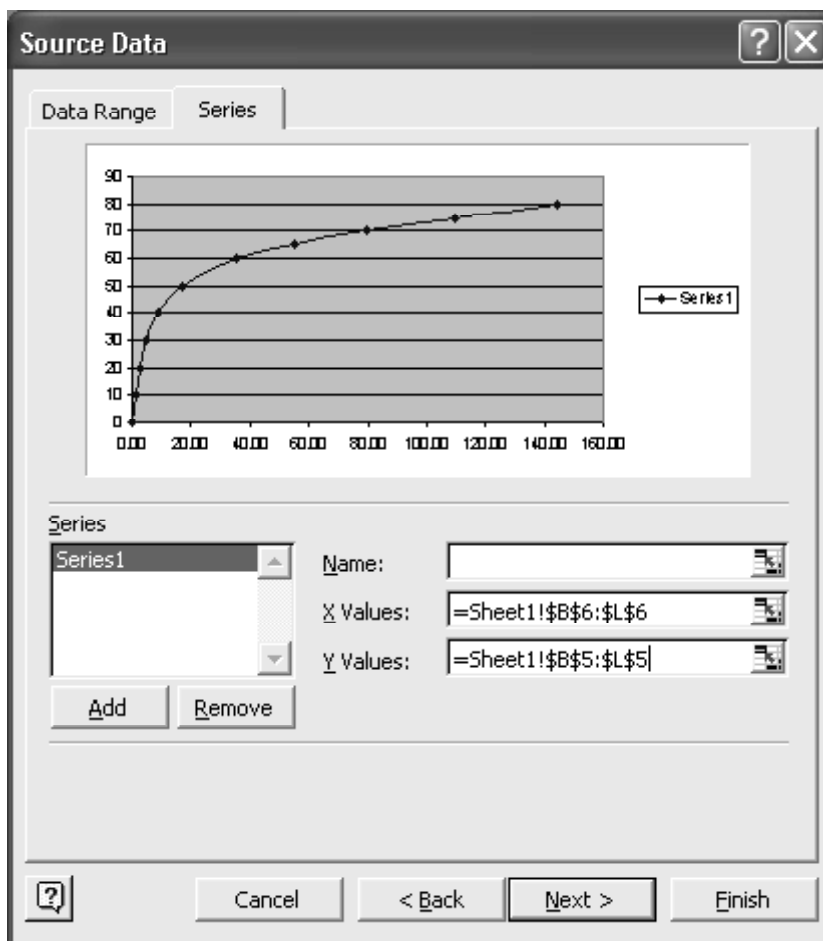 Source Data
Data Range Series
90
80
70
60
50
40
30
20
10
0
0.00 20.00 40.00 60.00 80.00 100.00 120.00 140.00 160.00
Series1
Series
Series1
Name:
X Values: =Sheet1!$B$6:$L$6
Y Values: =Sheet1!$B$5:$L$5
Add Remove
? Cancel < Back Next > Finish